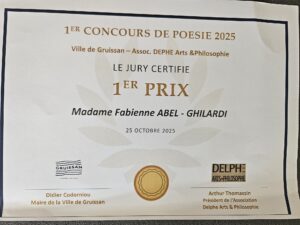 1ER CONCOURS DE POESIE 2025
Ville de Gruissan – Assoc. DEPHE Arts &Philosophie
LE JURY CERTIFIE
1ER PRIX
Madame Fabienne ABEL - GHILARDI
25 OCTOBRE 2025
GRUISSAN
DELPHE
ARTS & PHILOSOPHIE
Didier Codorniou
Maire de la Ville de Gruissan
Arthur Thomassin
Président de l'Association
Delphe Arts & Philosophie